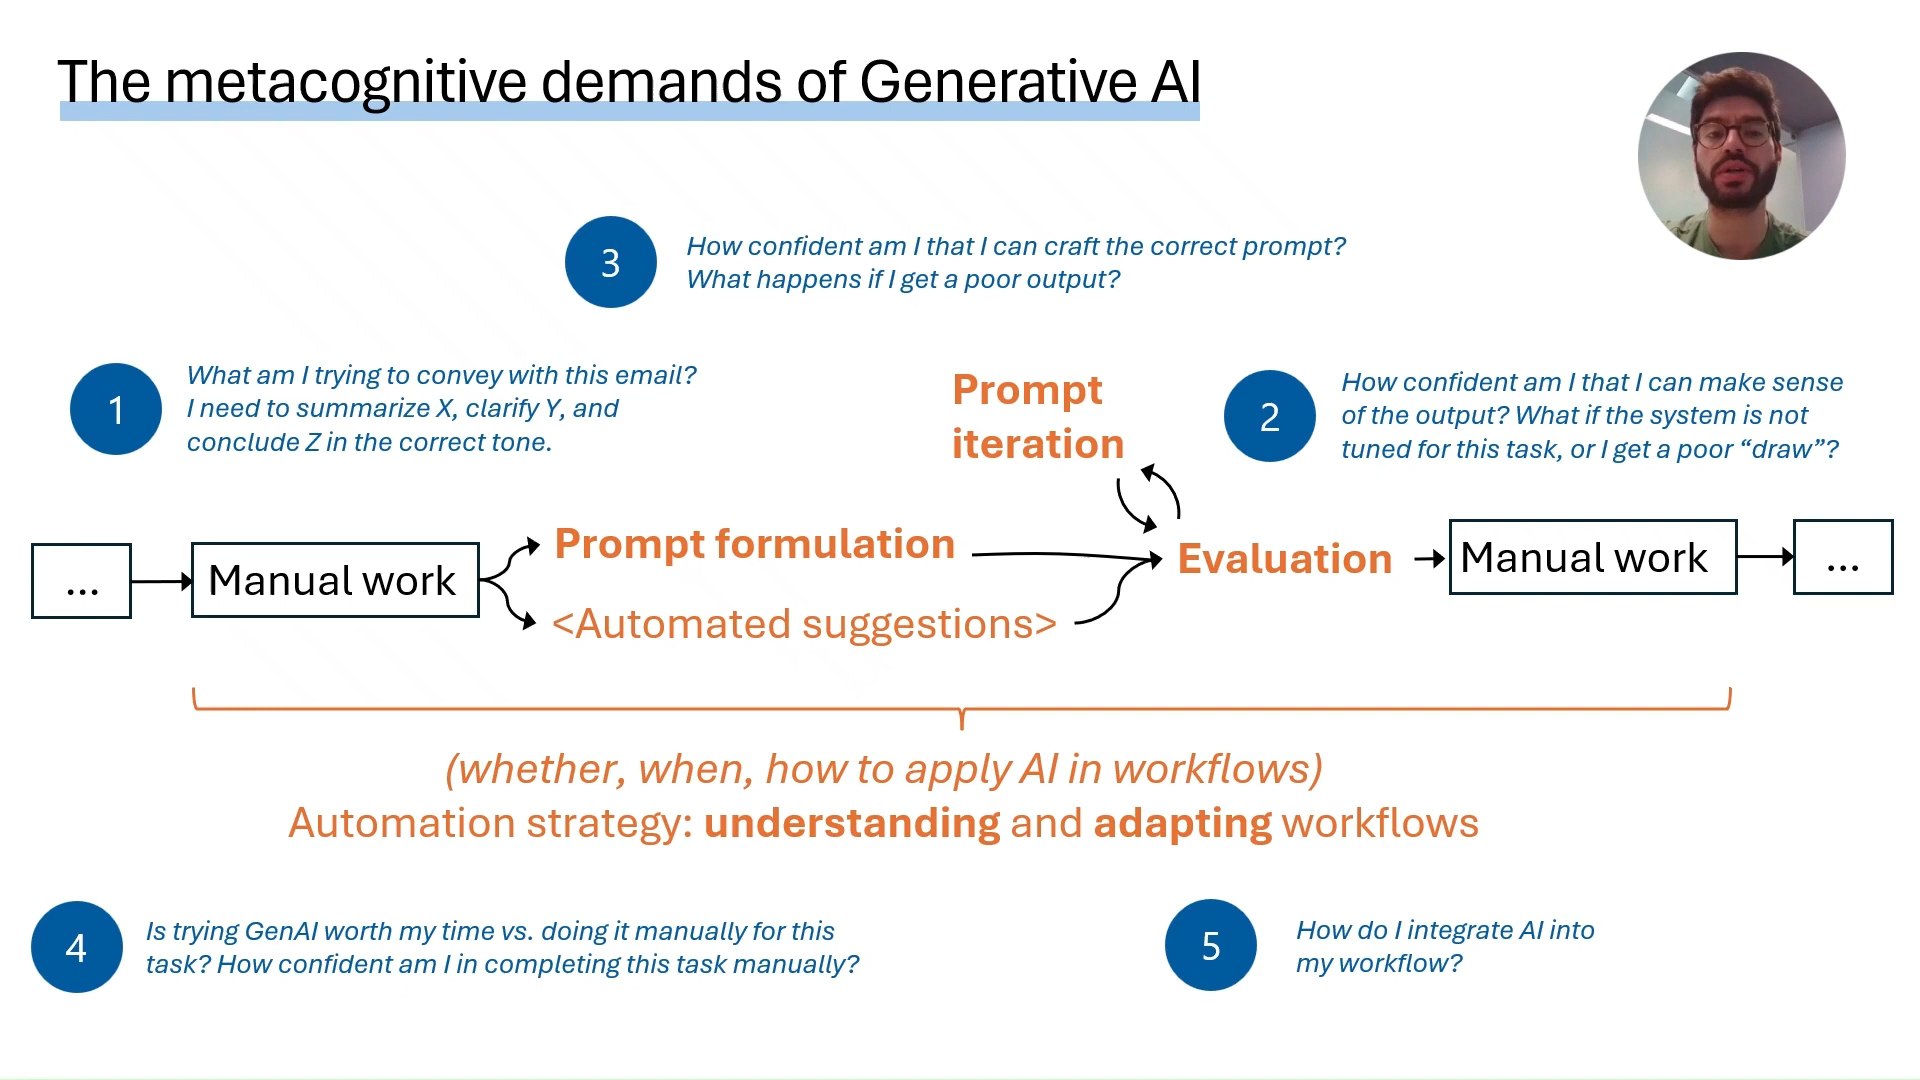 The metacognitive demands of Generative AI
3
How confident am I that I can craft the correct prompt?
What happens if I get a poor output?
1
What am I trying to convey with this email?
I need to summarize X, clarify Y, and
conclude Z in the correct tone.
Prompt
iteration
2
How confident am I that I can make sense
of the output? What if the system is not
tuned for this task, or I get a poor “draw”?
...
Manual work
Prompt formulation
<Automated suggestions>
Evaluation
Manual work
...
(whether, when, how to apply AI in workflows)
Automation strategy: understanding and adapting workflows
4
Is trying GenAI worth my time vs. doing it manually for this
task? How confident am I in completing this task manually?
5
How do I integrate AI into
my workflow?